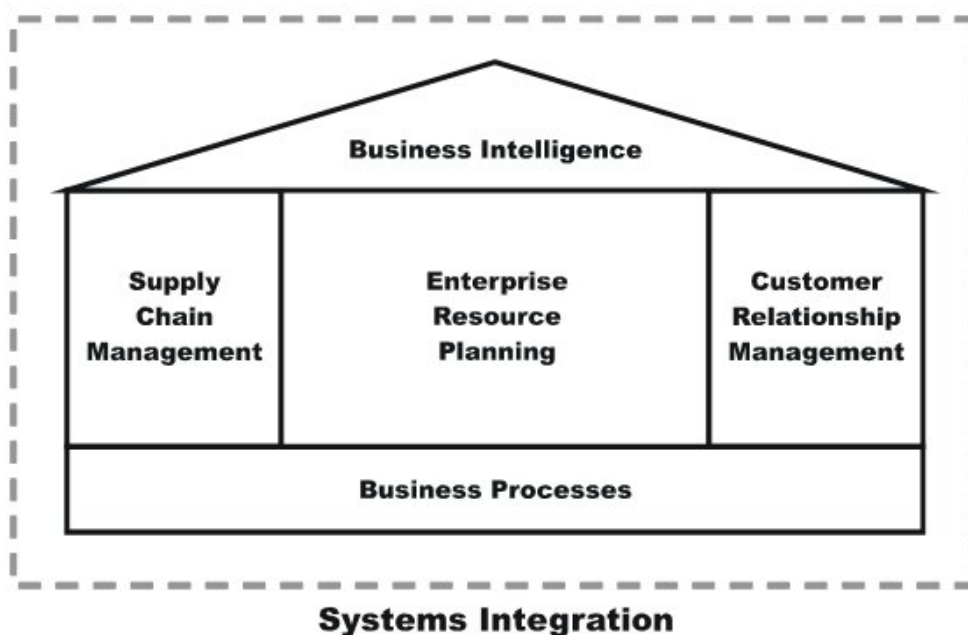 Business Intelligence
Supply
Chain
Management
Enterprise
Resource
Planning
Customer
Relationship
Management
Business Processes
Systems Integration